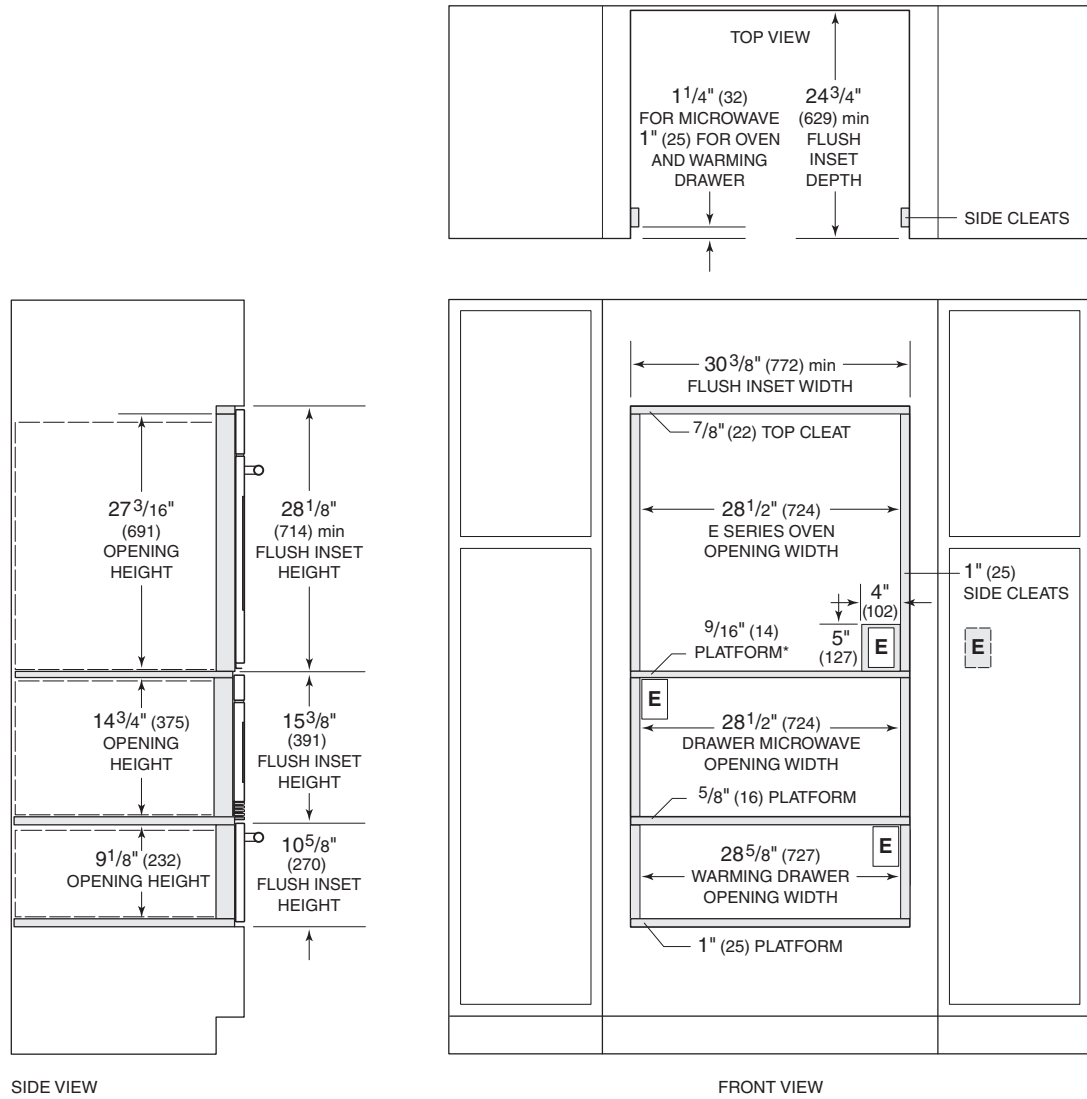 TOP VIEW
1 1/4" (32)
FOR MICROWAVE
1" (25) FOR OVEN
AND WARMING
DRAWER
24 3/4"
(629) min
FLUSH
INSET
DEPTH
SIDE CLEATS
27 3/16"
(691)
OPENING
HEIGHT
28 1/8"
(714) min
FLUSH INSET
HEIGHT
14 3/4" (375)
OPENING
HEIGHT
15 3/8"
(391)
FLUSH INSET
HEIGHT
9 1/8" (232)
OPENING HEIGHT
10 5/8"
(270)
FLUSH INSET
HEIGHT
SIDE VIEW
30 3/8" (772) min
FLUSH INSET WIDTH
7/8" (22) TOP CLEAT
28 1/2" (724)
E SERIES OVEN
OPENING WIDTH
1" (25)
SIDE CLEATS
4"
(102)
9/16" (14)
PLATFORM*
5"
(127)
E
E
E
28 1/2" (724)
DRAWER MICROWAVE
OPENING WIDTH
5/8" (16) PLATFORM
E
28 5/8" (727)
WARMING DRAWER
OPENING WIDTH
1" (25) PLATFORM
FRONT VIEW